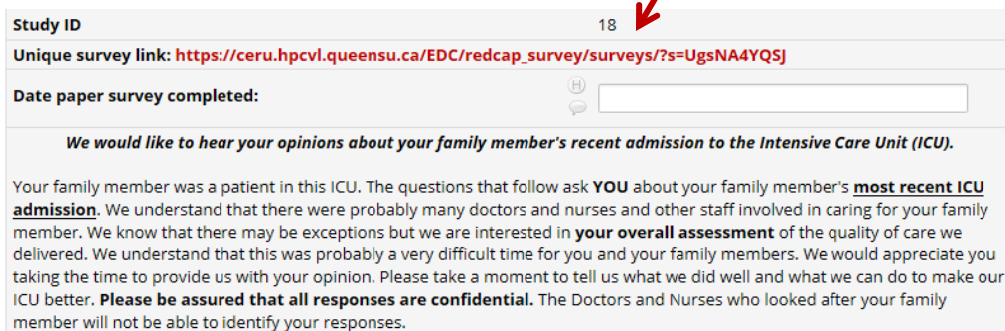 Study ID 18
Unique survey link: https://ceru.hpcvl.queensu.ca/EDC/redcap_survey/surveys/?s=UgsNA4YQSJ
Date paper survey completed:
H
We would like to hear your opinions about your family member's recent admission to the Intensive Care Unit (ICU).
Your family member was a patient in this ICU. The questions that follow ask YOU about your family member's most recent ICU
admission. We understand that there were probably many doctors and nurses and other staff involved in caring for your family
member. We know that there may be exceptions but we are interested in your overall assessment of the quality of care we
delivered. We understand that this was probably a very difficult time for you and your family members. We would appreciate you
taking the time to provide us with your opinion. Please take a moment to tell us what we did well and what we can do to make our
ICU better. Please be assured that all responses are confidential. The Doctors and Nurses who looked after your family
member will not be able to identify your responses.